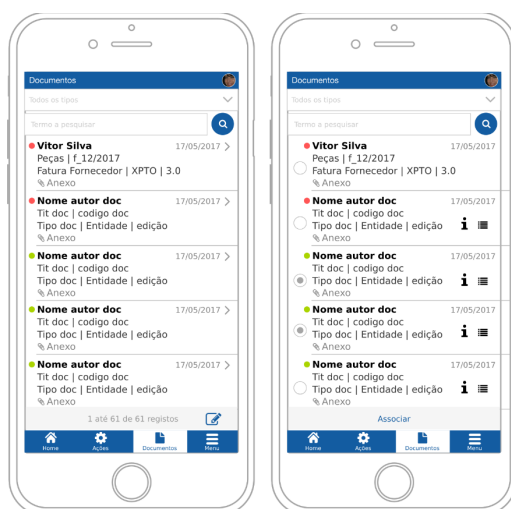 Documentos
Todos os tipos
Termo a pesquisar
Vitor Silva 17/05/2017
Peças | f_12/2017
Fatura Fornecedor | XPTO | 3.0
Anexo
Nome autor doc 17/05/2017
Tit doc | codigo doc
Tipo doc | Entidade | edição
Anexo
Nome autor doc 17/05/2017
Tit doc | codigo doc
Tipo doc | Entidade | edição
Anexo
Nome autor doc 17/05/2017
Tit doc | codigo doc
Tipo doc | Entidade | edição
Anexo
Nome autor doc 17/05/2017
Tit doc | codigo doc
Tipo doc | Entidade | edição
Anexo
1 até 61 de 61 registos
Home Ações Documentos Menu
Documentos
Todos os tipos
Termo a pesquisar
Vitor Silva 17/05/2017
Peças | f_12/2017
Fatura Fornecedor | XPTO | 3.0
Anexo
Nome autor doc 17/05/2017
Tit doc | codigo doc
Tipo doc | Entidade | edição
Anexo
Nome autor doc 17/05/2017
Tit doc | codigo doc
Tipo doc | Entidade | edição
Anexo
Nome autor doc 17/05/2017
Tit doc | codigo doc
Tipo doc | Entidade | edição
Anexo
Nome autor doc 17/05/2017
Tit doc | codigo doc
Tipo doc | Entidade | edição
Anexo
Associar
Home Ações Documentos Menu